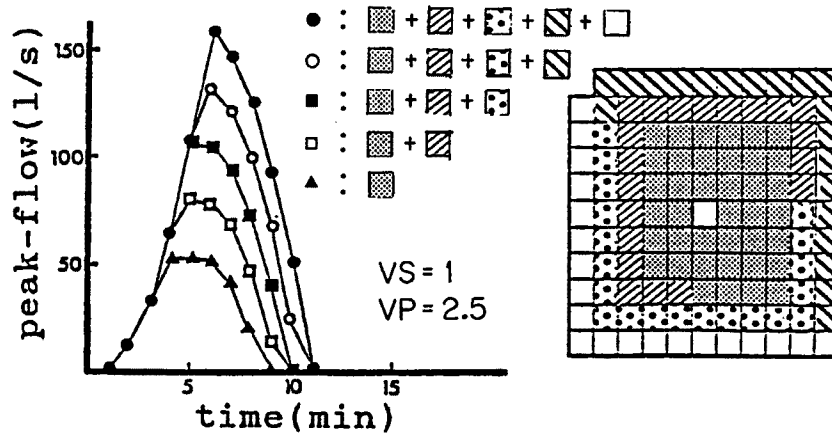 peak-flow(l/s)
150
100
50
● : + + + +
○ : + + +
■ : + +
□ : +
▲ :
VS = 1
VP = 2.5
5 10 15
time(min)